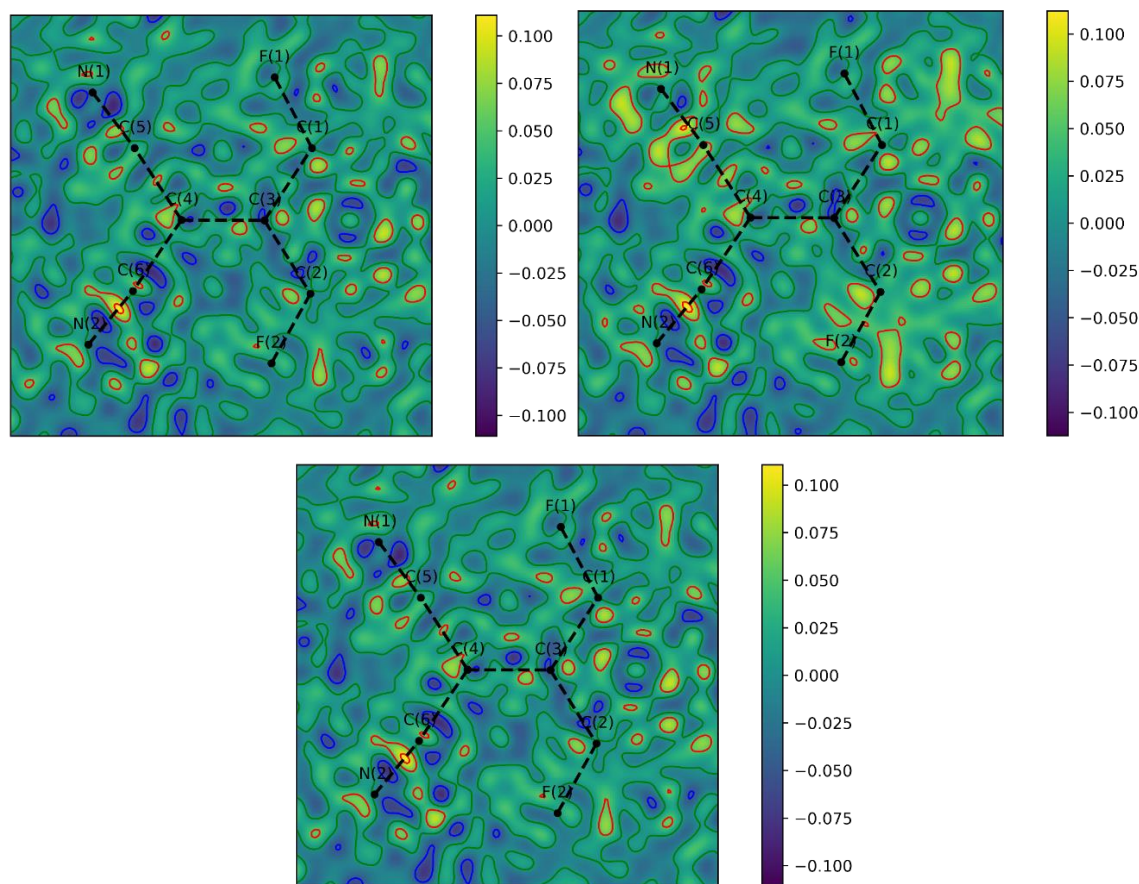 F(1)
N(1)
C(5)
C(1)
C(4)
C(3)
C(6)
C(2)
N(2)
F(2)
0.100
0.075
0.050
0.025
0.000
−0.025
−0.050
−0.075
−0.100
F(1)
N(1)
C(5)
C(1)
C(4)
C(3)
C(6)
C(2)
N(2)
F(2)
0.100
0.075
0.050
0.025
0.000
−0.025
−0.050
−0.075
−0.100
F(1)
N(1)
C(5)
C(1)
C(4)
C(3)
C(6)
C(2)
N(2)
F(2)
0.100
0.075
0.050
0.025
0.000
−0.025
−0.050
−0.075
−0.100